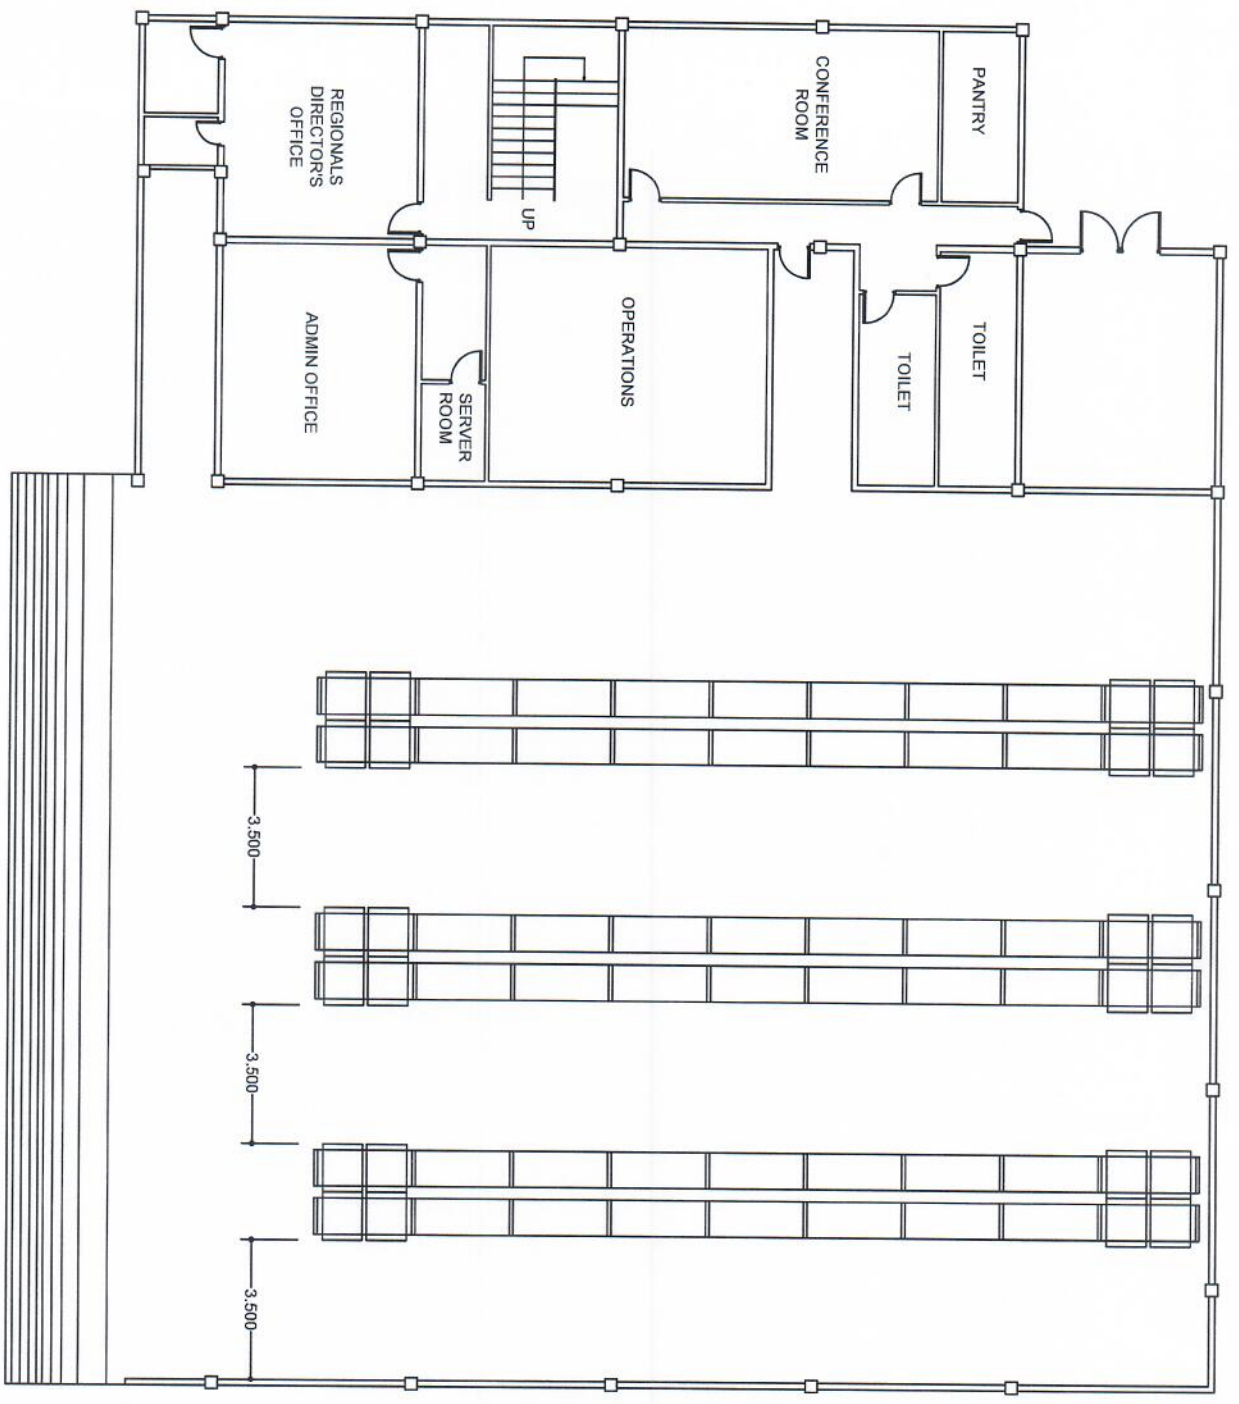 PANTRY
CONFERENCE
ROOM
REGIONALS
DIRECTOR'S
OFFICE
UP
TOILET
TOILET
OPERATIONS
ADMIN OFFICE
SERVER
ROOM
3.500
3.500
3.500